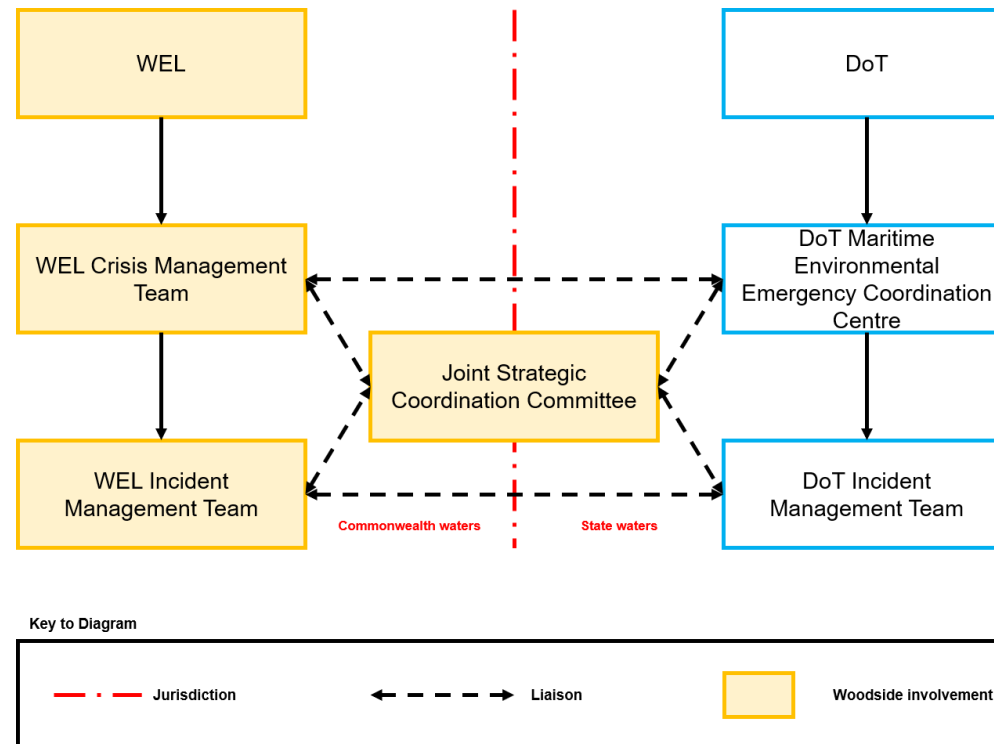 WEL
DoT
WEL Crisis Management
Team
DoT Maritime
Environmental
Emergency Coordination
Centre
Joint Strategic
Coordination Committee
WEL Incident
Management Team
DoT Incident
Management Team
Commonwealth waters
State waters
Key to Diagram
Jurisdiction
Liaison
Woodside involvement